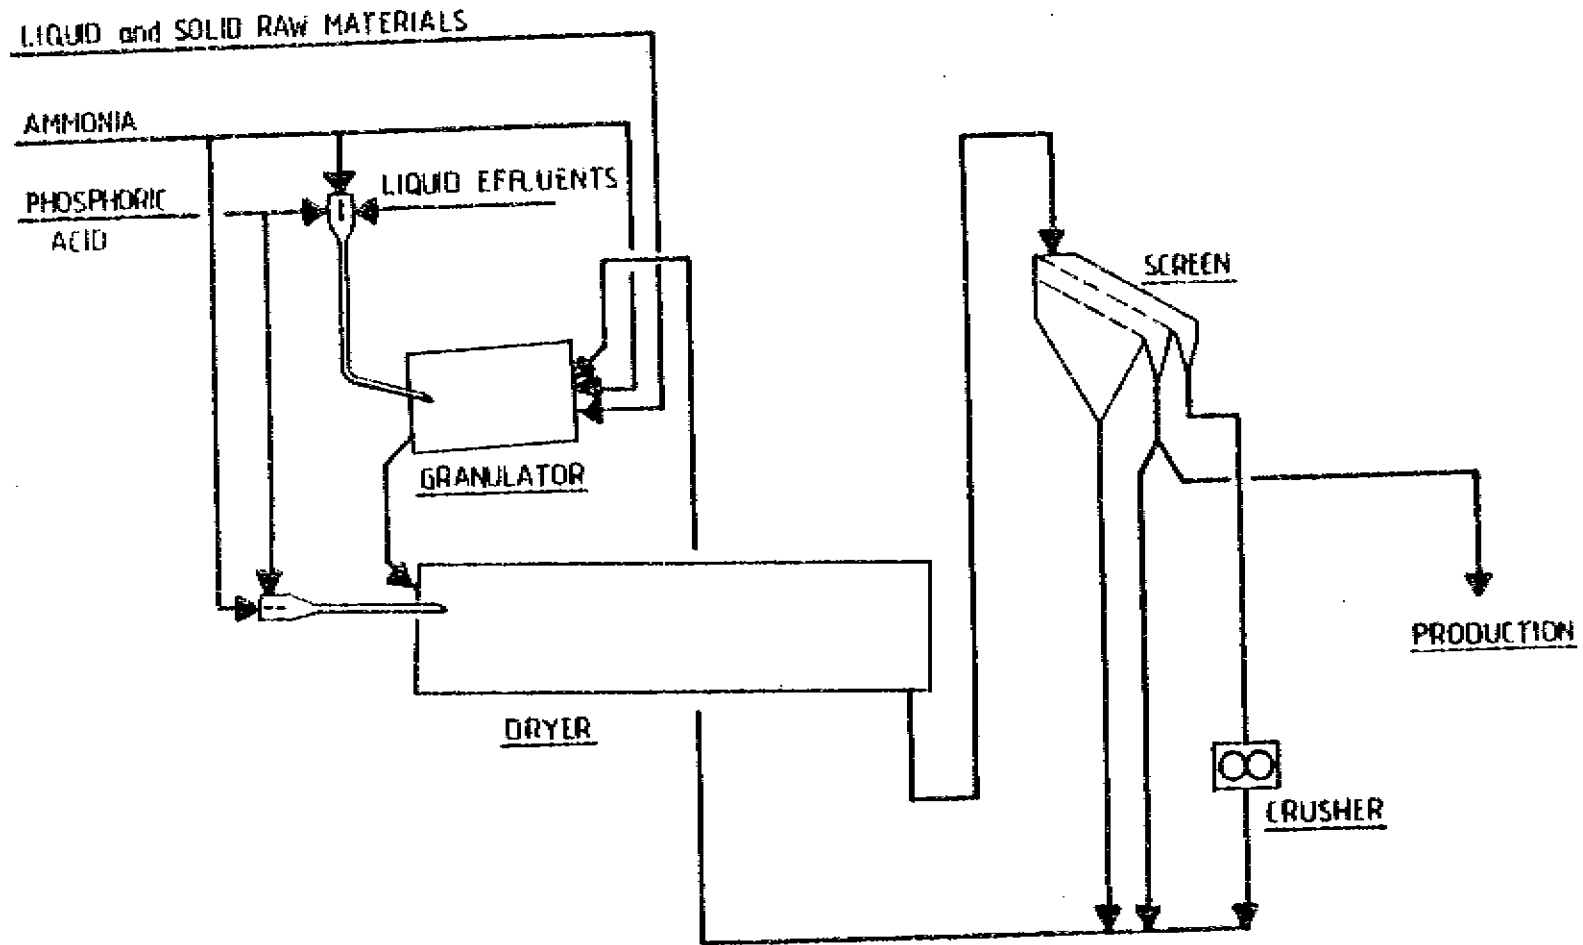 LIQUID and SOLID RAW MATERIALS
AMMONIA
LIQUID EFFLUENTS
PHOSPHORIC
ACID
SCREEN
GRANULATOR
PRODUCTION
DRYER
CRUSHER